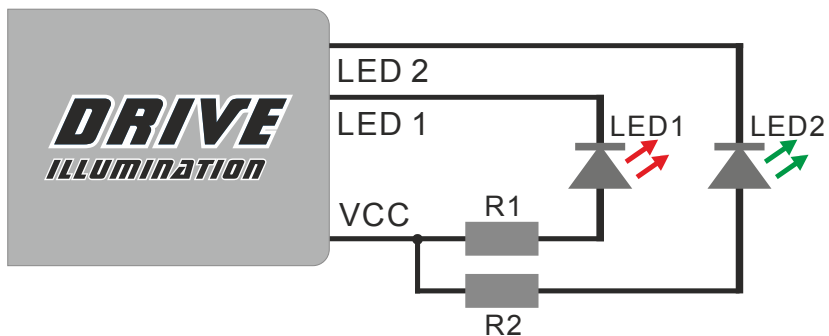 LED 2
DRIVE
ILLUMINATION
LED 1
LED1
LED2
VCC
R1
R2